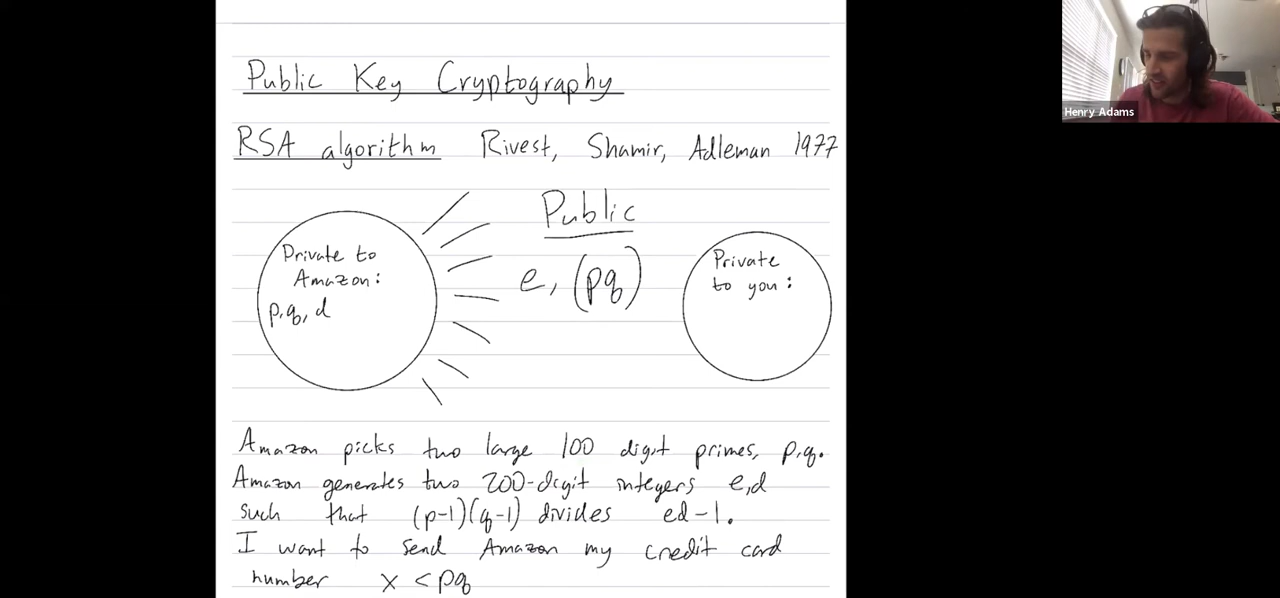 Public Key Cryptography
RSA algorithm Rivest, Shamir, Adleman 1977
Public
e, (pq)
Private to
Amazon:
p,q, d
Private
to you:
Amazon picks two large 100 digit primes, p,q.
Amazon generates two 200-digit integers e,d
such that (p-1)(q-1) divides ed-1.
I want to send Amazon my credit card
number x < pq
Henry Adams